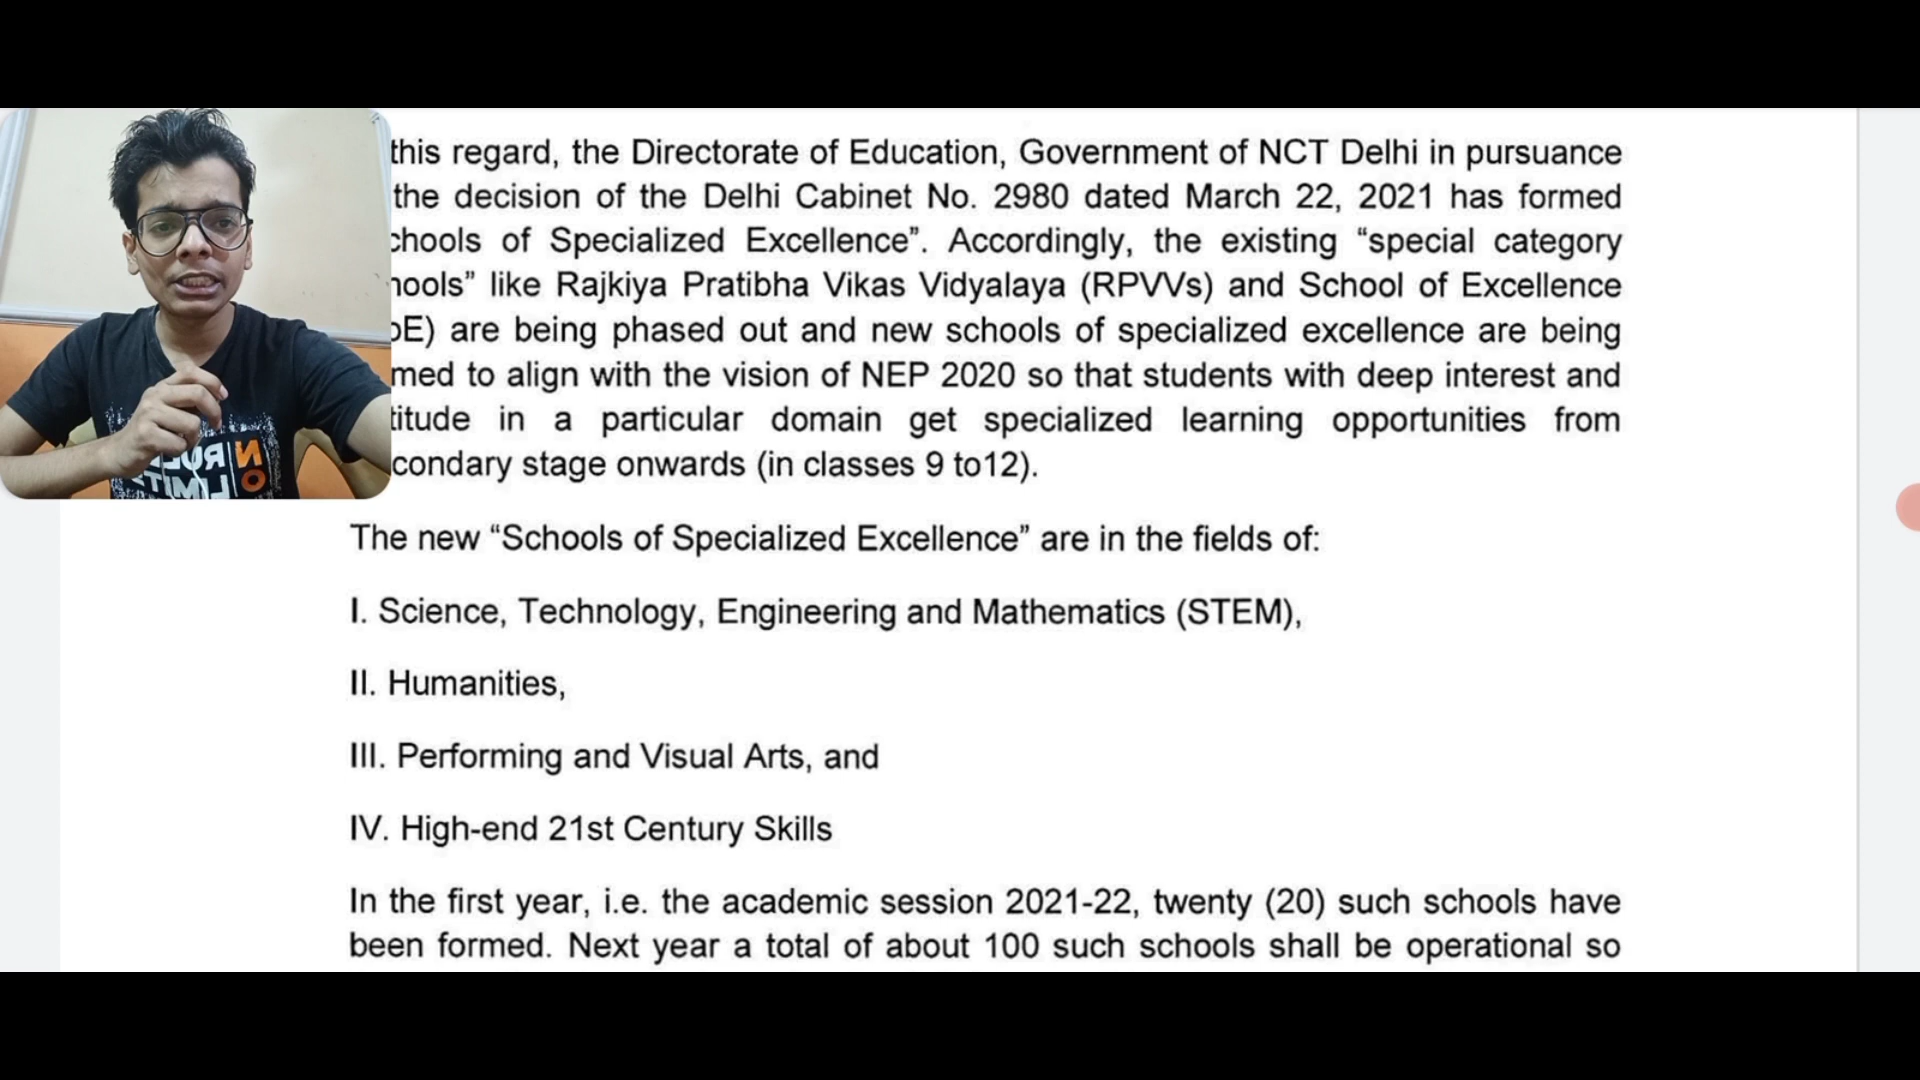 this regard, the Directorate of Education, Government of NCT Delhi in pursuance
the decision of the Delhi Cabinet No. 2980 dated March 22, 2021 has formed
of Specialized Excellence”. Accordingly, the existing “special category
like Rajkiya Pratibha Vikas Vidyalaya (RPVVs) and School of Excellence
are being phased out and new schools of specialized excellence are being
to align with the vision of NEP 2020 so that students with deep interest and
in a particular domain get specialized learning opportunities from
stage onwards (in classes 9 to12).
The new “Schools of Specialized Excellence” are in the fields of:
I. Science, Technology, Engineering and Mathematics (STEM),
II. Humanities,
III. Performing and Visual Arts, and
IV. High-end 21st Century Skills
In the first year, i.e. the academic session 2021-22, twenty (20) such schools have
been formed. Next year a total of about 100 such schools shall be operational so
NO